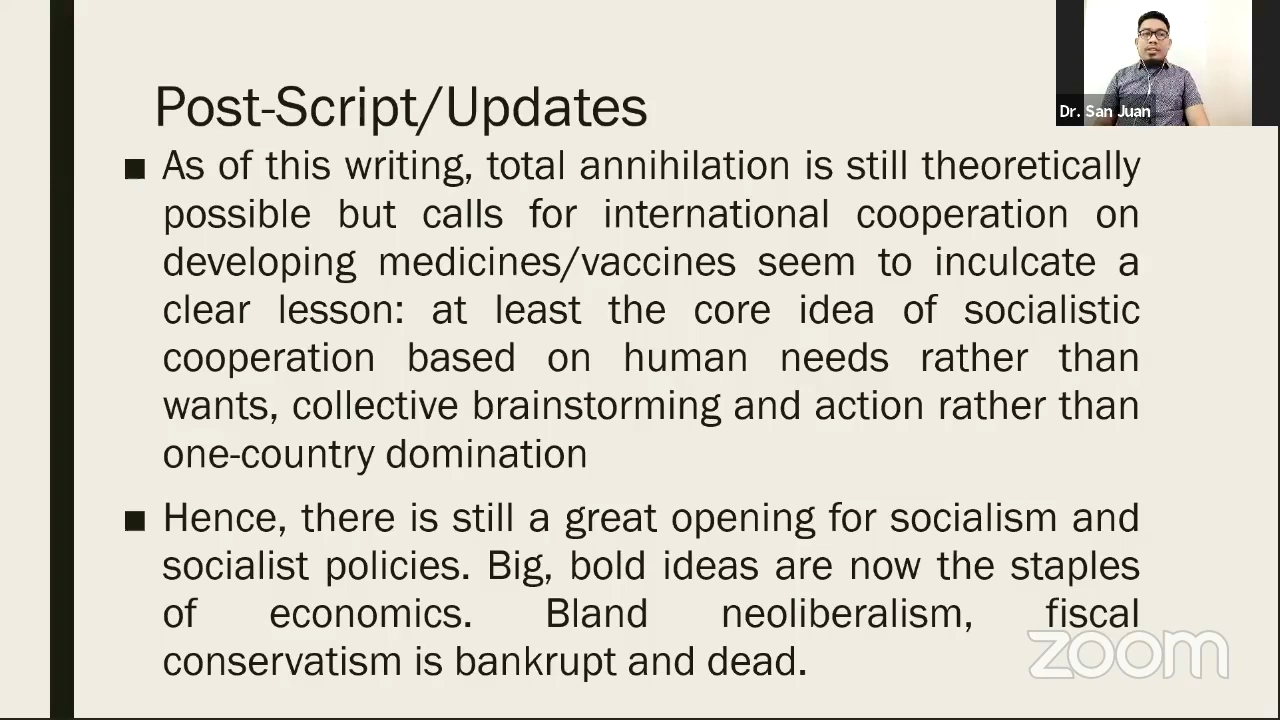 Post-Script/Updates
■ As of this writing, total annihilation is still theoretically
possible but calls for international cooperation on
developing medicines/vaccines seem to inculcate a
clear lesson: at least the core idea of socialistic
cooperation based on human needs rather than
wants, collective brainstorming and action rather than
one-country domination
■ Hence, there is still a great opening for socialism and
socialist policies. Big, bold ideas are now the staples
of economics. Bland neoliberalism, fiscal
conservatism is bankrupt and dead.
Dr. San Juan
zoom